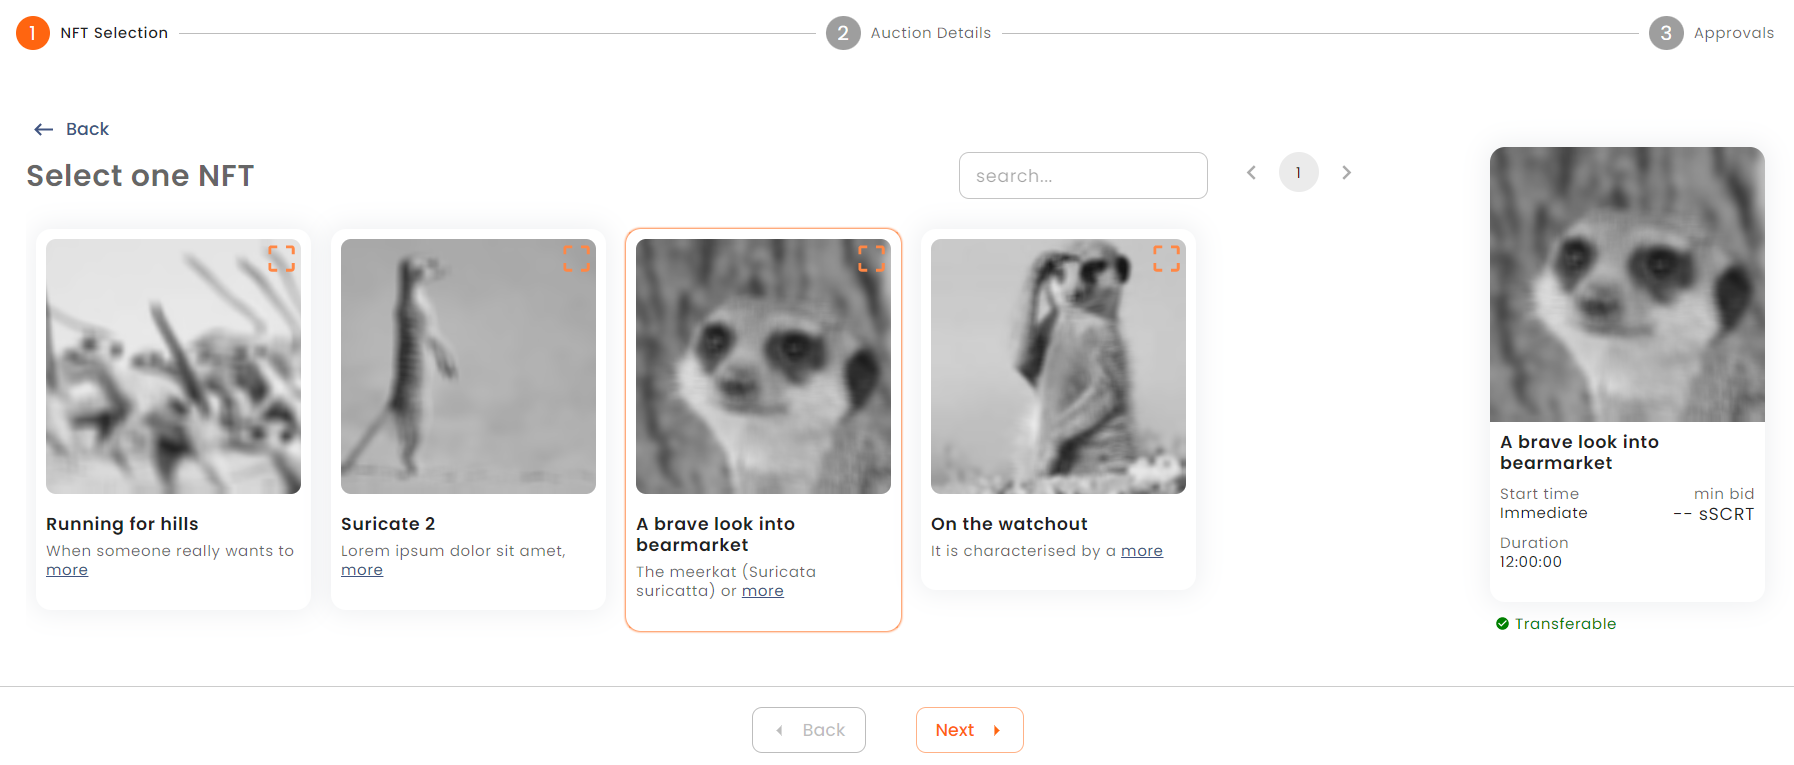 1 NFT Selection
2 Auction Details
3 Approvals
Back
Select one NFT
search...
1
Running for hills
When someone really wants to
more
Suricate 2
Lorem ipsum dolor sit amet,
more
A brave look into
bearmarket
The meerkat (Suricata
suricatta) or more
On the watchout
It is characterised by a more
A brave look into
bearmarket
Start time
Immediate
min bid
-- sSCRT
Duration
12:00:00
Transferable
Back
Next